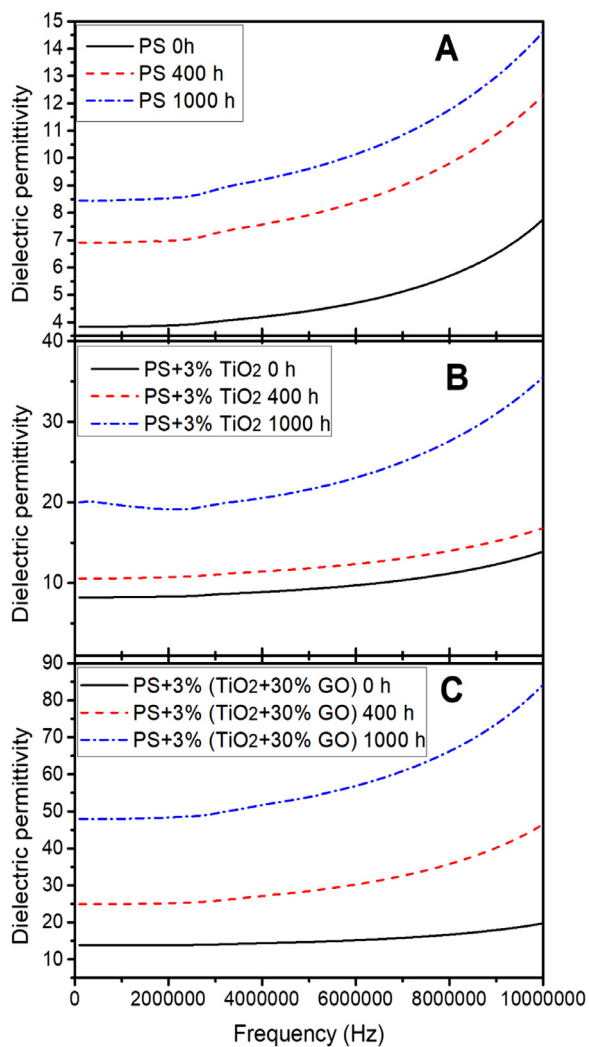 15
14
13
12
11
10
9
8
7
6
5
4
Dielectric permittivity
PS 0h
PS 400 h
PS 1000 h
A
40
30
20
10
Dielectric permittivity
PS+3% TiO2 0 h
PS+3% TiO2 400 h
PS+3% TiO2 1000 h
B
90
80
70
60
50
40
30
20
10
Dielectric permittivity
PS+3% (TiO2+30% GO) 0 h
PS+3% (TiO2+30% GO) 400 h
PS+3% (TiO2+30% GO) 1000 h
C
0 2000000 4000000 6000000 8000000 10000000
Frequency (Hz)